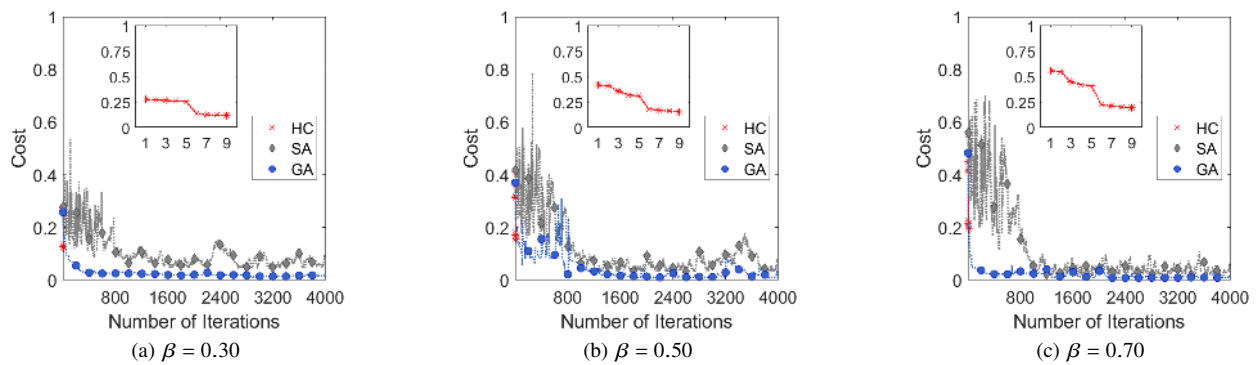 1
0.8
0.6
0.4
0.2
0
Cost
1
0.75
0.5
0.25
0
1 3 5 7 9
HC
SA
GA
800 1600 2400 3200 4000
Number of Iterations
(a) β = 0.30
1
0.8
0.6
0.4
0.2
0
Cost
1
0.75
0.5
0.25
0
1 3 5 7 9
HC
SA
GA
800 1600 2400 3200 4000
Number of Iterations
(b) β = 0.50
1
0.8
0.6
0.4
0.2
0
Cost
1
0.75
0.5
0.25
0
1 3 5 7 9
HC
SA
GA
800 1600 2400 3200 4000
Number of Iterations
(c) β = 0.70